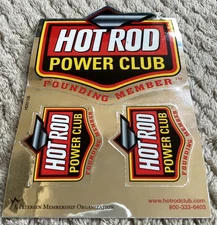 HOT ROD
POWER CLUB
FOUNDING MEMBER
HOT ROD
POWER CLUB
FOUNDING MEMBER
HOT ROD
POWER CLUB
FOUNDING MEMBER
A Petersen Membership Organization
www.hotrodclub.com
800-333-6403